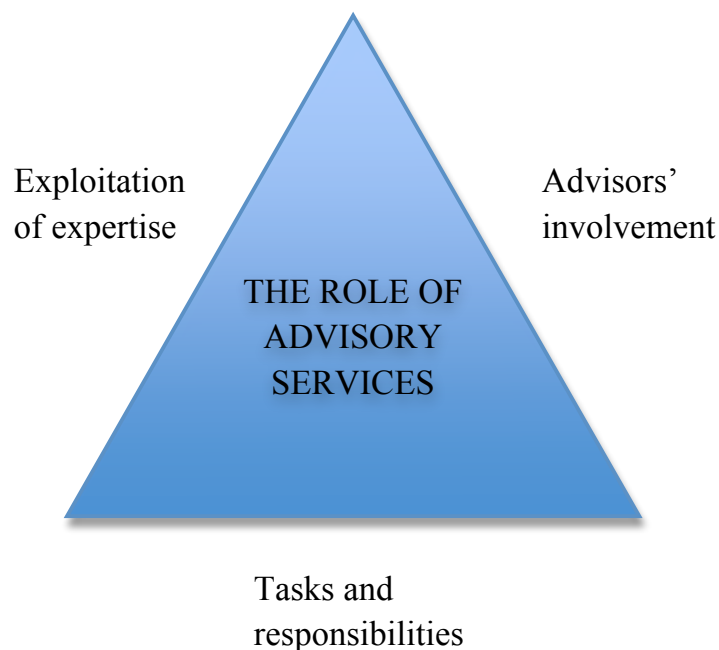 Exploitation
of expertise
Advisors’
involvement
THE ROLE OF
ADVISORY
SERVICES
Tasks and
responsibilities